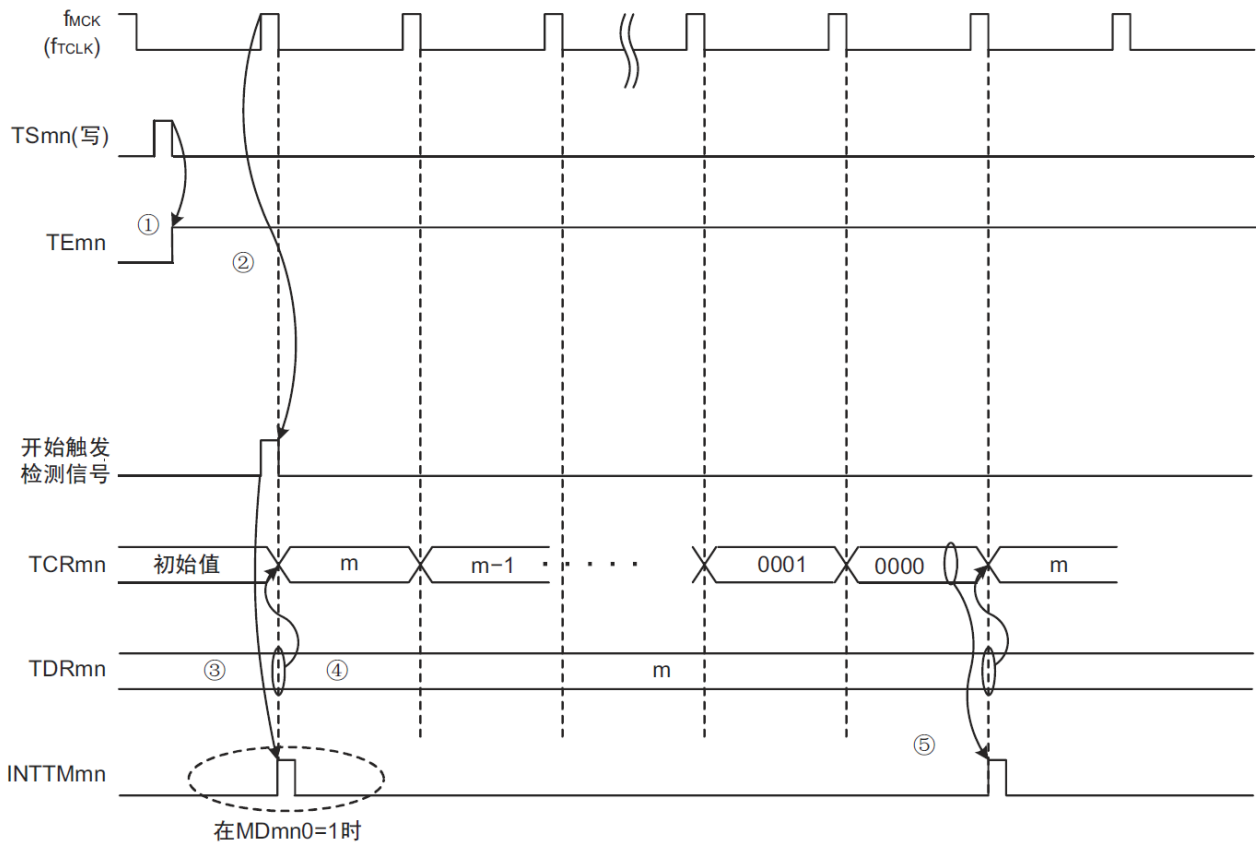 fMCK
(fTCLK)
TSmn(写)
①
TEmn
②
开始触发
检测信号
TCRmn 初始值 m m−1 · · · · · 0001 0000 m
TDRmn ③ ④ m
⑤
INTTMmn
在MDmn0=1时